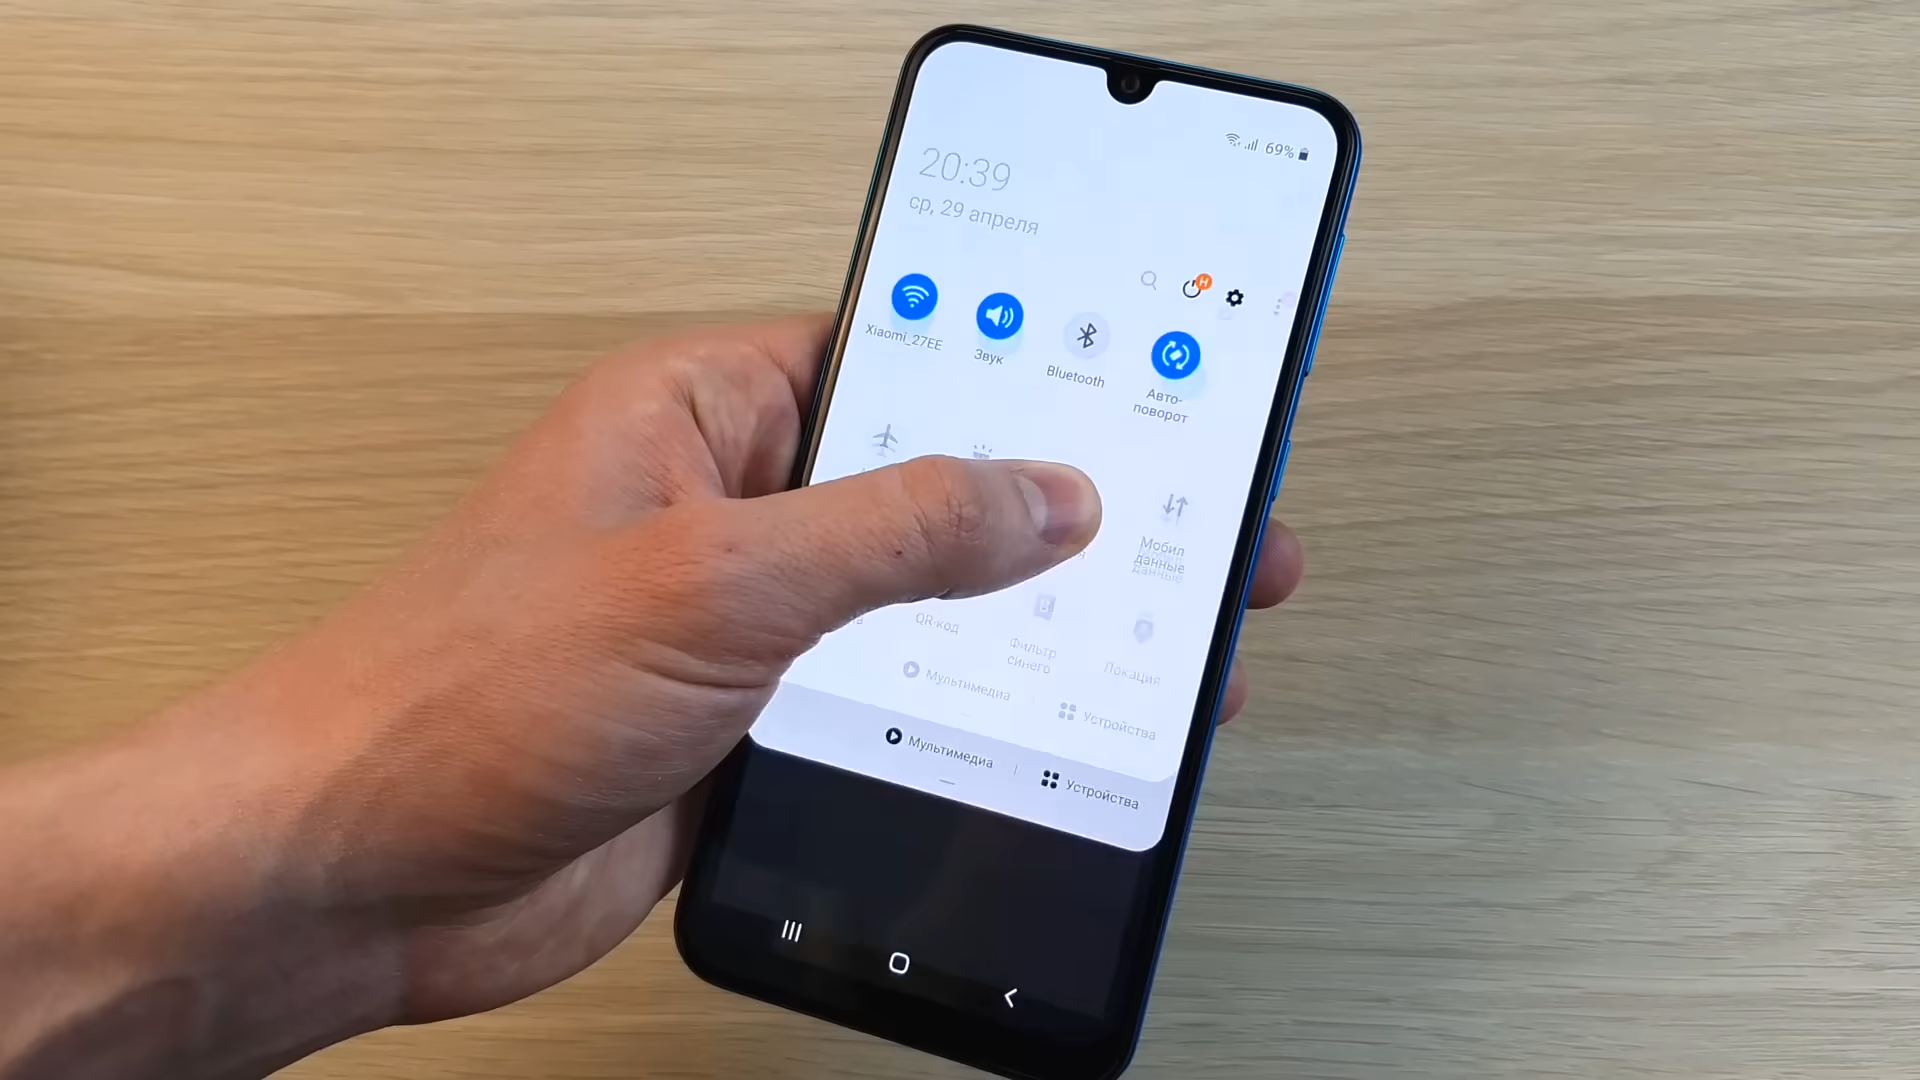 69%
20:39
ср, 29 апреля
H
Xiaomi_27EE
Звук
Bluetooth
Авто-
поворот
Мобил
данные
данные
QR-код
Фильтр
синего
Локация
Мультимедиа
Устройства
Мультимедиа
Устройства